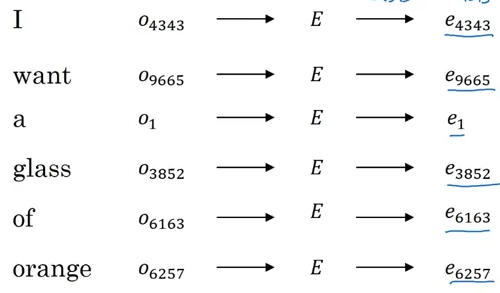 I o₄₃₄₃ → E → e₄₃₄₃
want o₉₆₆₅ → E → e₉₆₆₅
a o₁ → E → e₁
glass o₃₈₅₂ → E → e₃₈₅₂
of o₆₁₆₃ → E → e₆₁₆₃
orange o₆₂₅₇ → E → e₆₂₅₇